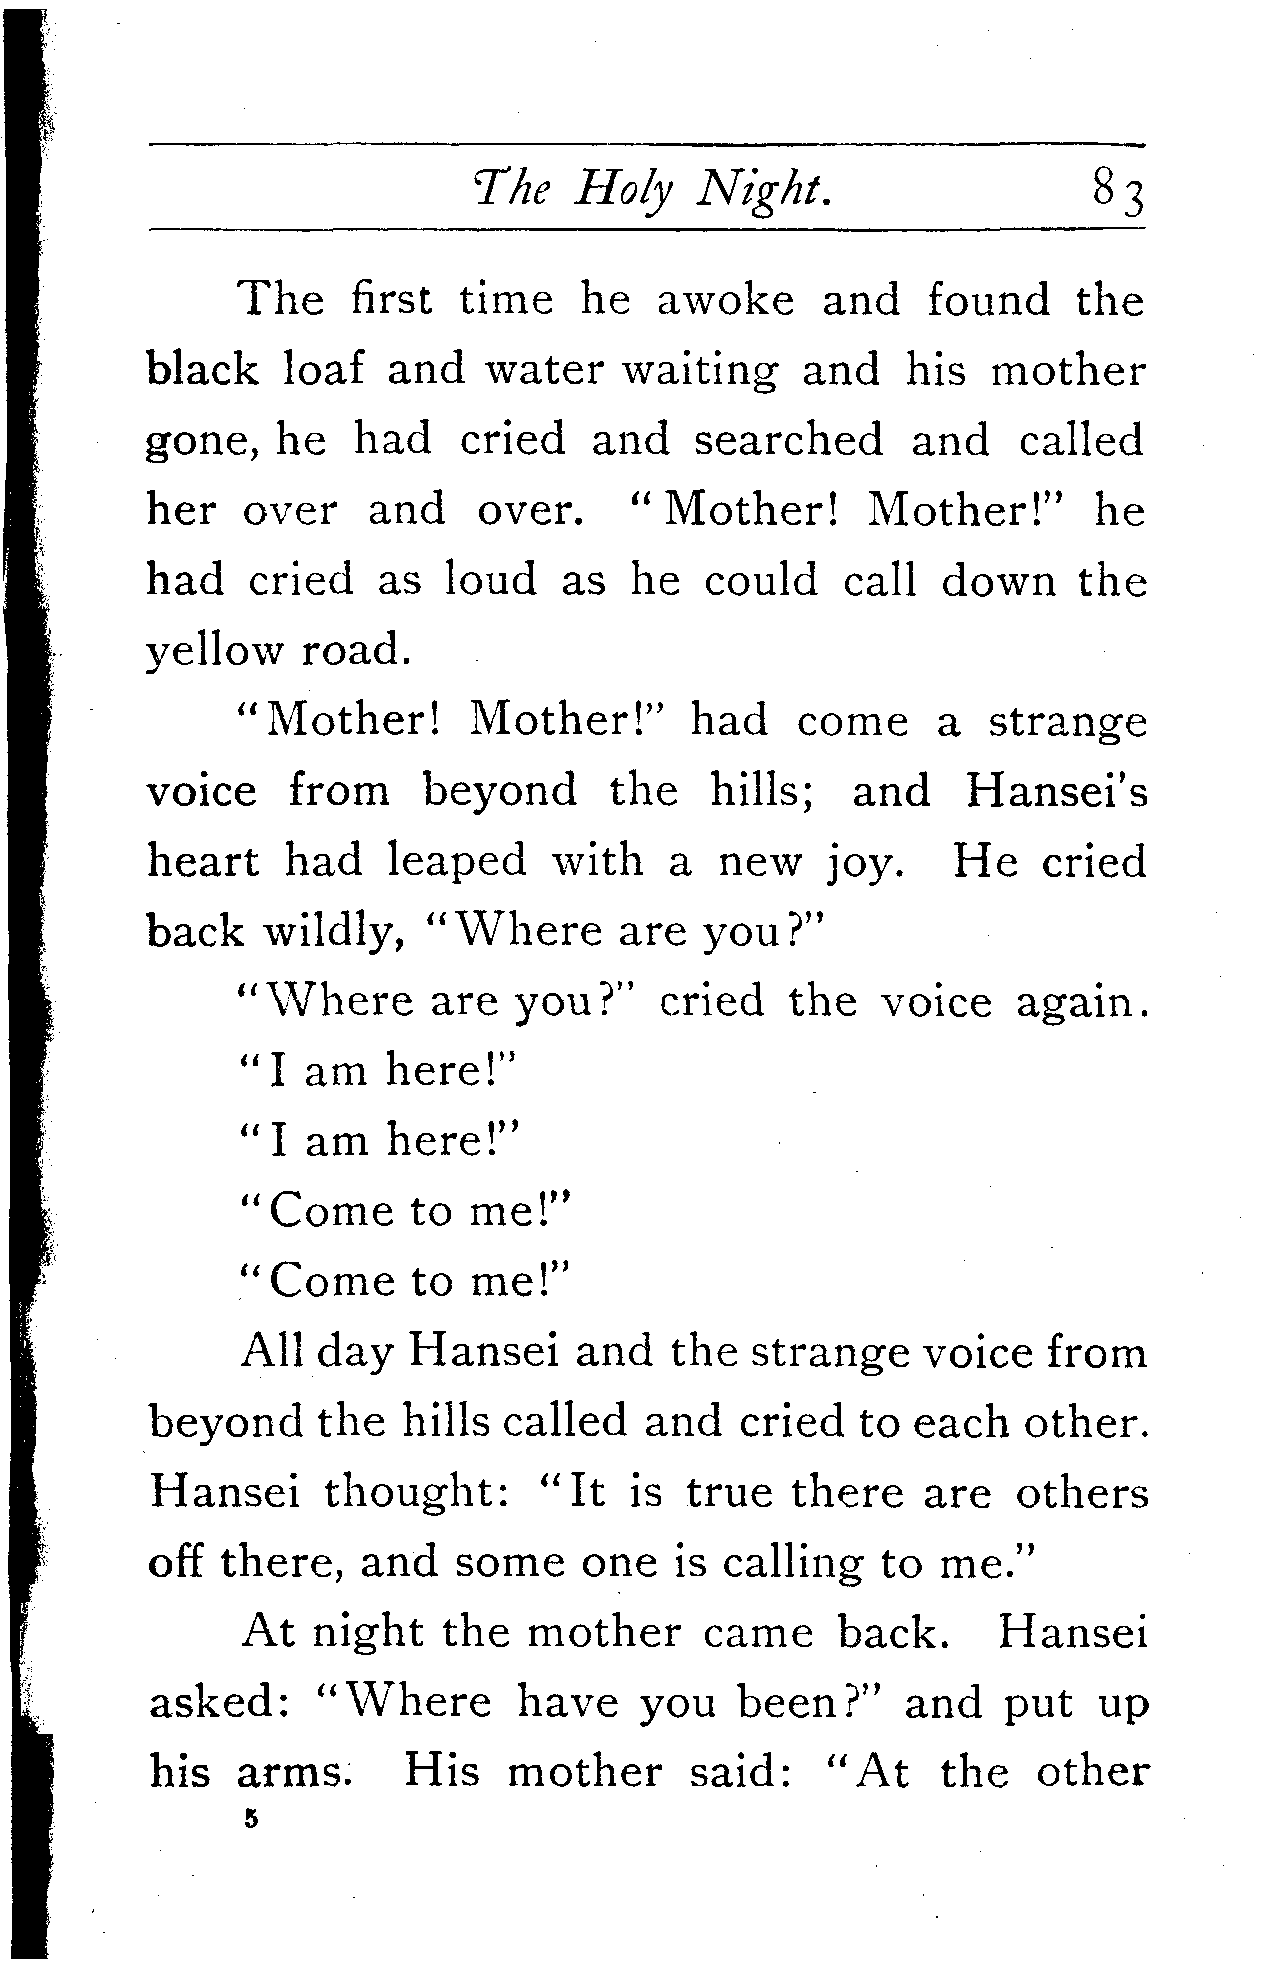 The Holy Night. 83
The first time he awoke and found the
black loaf and water waiting and his mother
gone, he had cried and searched and called
her over and over. "Mother! Mother!" he
had cried as loud as he could call down the
yellow road.
"Mother! Mother!" had come a strange
voice from beyond the hills; and Hansei's
heart had leaped with a new joy. He cried
back wildly, "Where are you?"
"Where are you?" cried the voice again.
"I am here!"
"I am here!"
"Come to me!"
"Come to me!"
All day Hansei and the strange voice from
beyond the hills called and cried to each other.
Hansei thought: "It is true there are others
off there, and some one is calling to me."
At night the mother came back. Hansei
asked: "Where have you been?" and put up
his arms. His mother said: "At the other
5